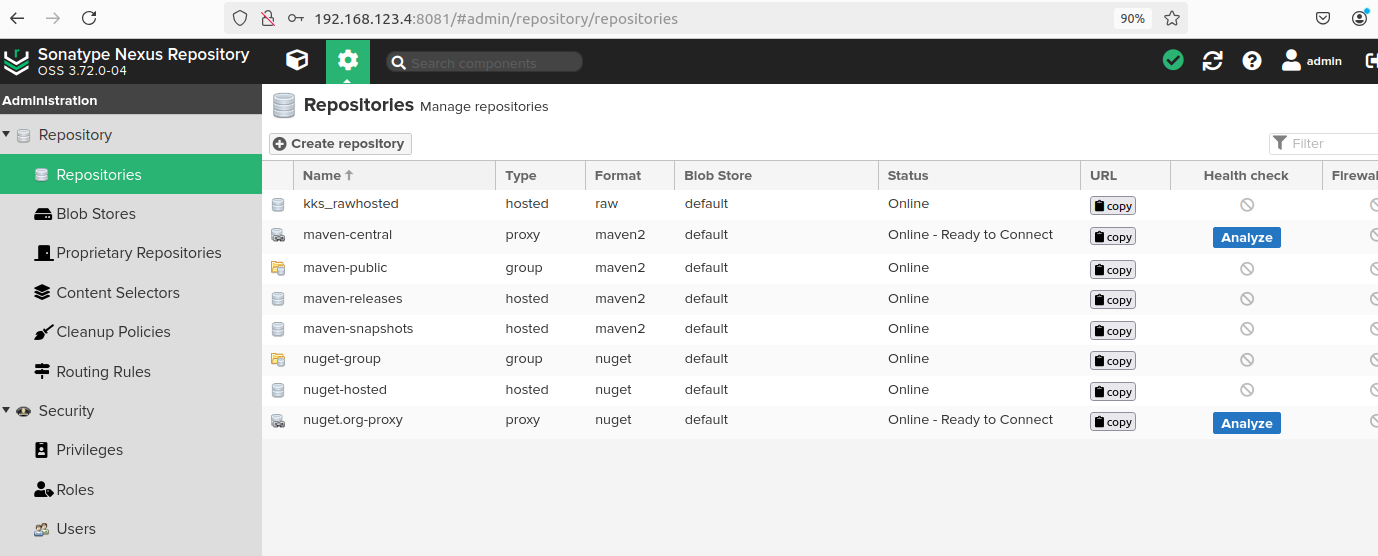 192.168.123.4:8081/#admin/repository/repositories 90%
Sonatype Nexus Repository
OSS 3.72.0-04
Search components
admin
Administration
Repository
Repositories
Blob Stores
Proprietary Repositories
Content Selectors
Cleanup Policies
Routing Rules
Security
Privileges
Roles
Users
Repositories Manage repositories
Create repository Filter
Name Type Format Blob Store Status URL Health check Firewal
kks_rawhosted hosted raw default Online copy
maven-central proxy maven2 default Online - Ready to Connect copy Analyze
maven-public group maven2 default Online copy
maven-releases hosted maven2 default Online copy
maven-snapshots hosted maven2 default Online copy
nuget-group group nuget default Online copy
nuget-hosted hosted nuget default Online copy
nuget.org-proxy proxy nuget default Online - Ready to Connect copy Analyze